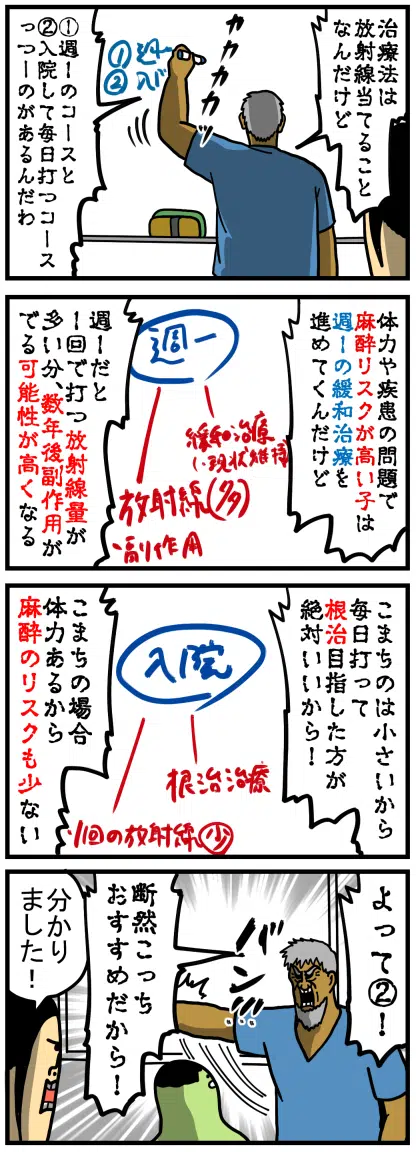 治療法は
放射線当てること
なんだけど
カカカカッ
①週一
②入
①週一のコースと
②入院して毎日打つコース
っつーのがあるんだわ
体力や疾患の問題で
麻酔リスクが高い子は
週一の緩和治療を
進めてくんだけど
週一
緩和治療
い現状維持
放射線(多)
副作用
週一だと
一回で打つ放射線量が
多い分、数年後副作用が
でる可能性が高くなる
こまちのは小さいから
毎日打って
根治目指した方が
絶対いいから!
入院
根治治療
1回の放射線少
こまちの場合
体力あるから
麻酔のリスクも少ない
よって②!
バンッ
断然こっち
おすすめだから!
分かり
ました!